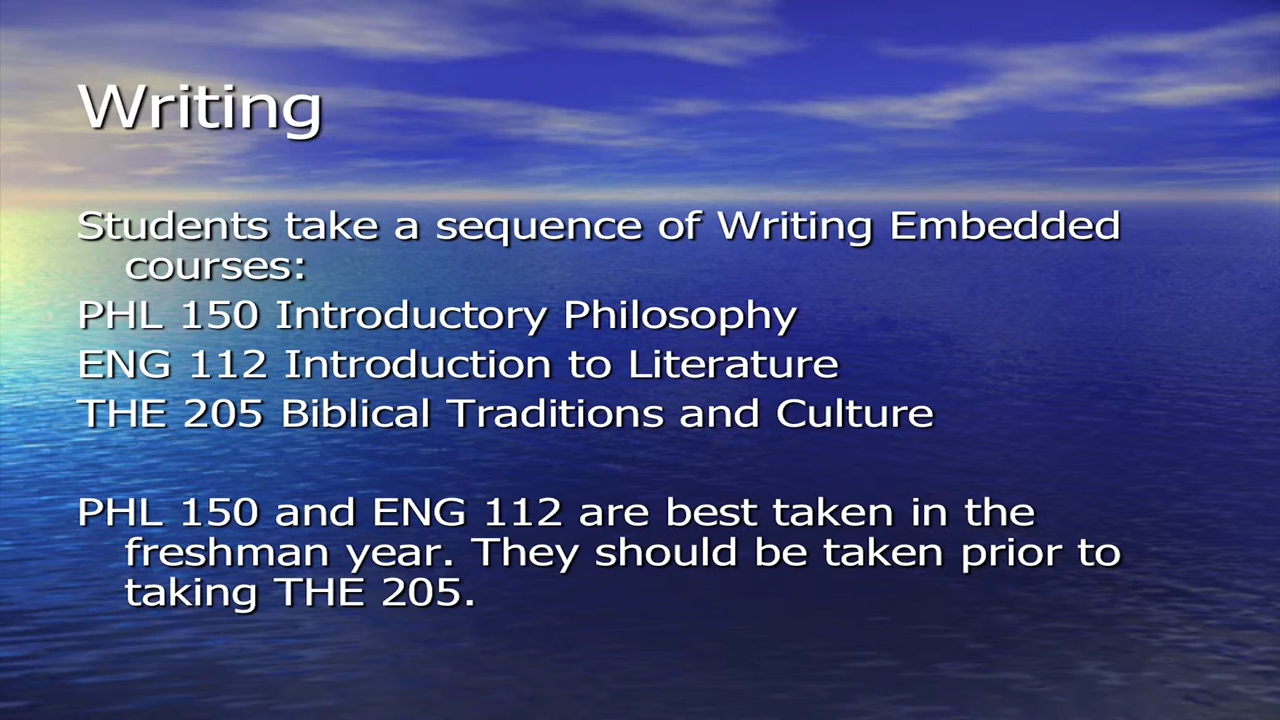 Writing
Students take a sequence of Writing Embedded
courses:
PHL 150 Introductory Philosophy
ENG 112 Introduction to Literature
THE 205 Biblical Traditions and Culture
PHL 150 and ENG 112 are best taken in the
freshman year. They should be taken prior to
taking THE 205.